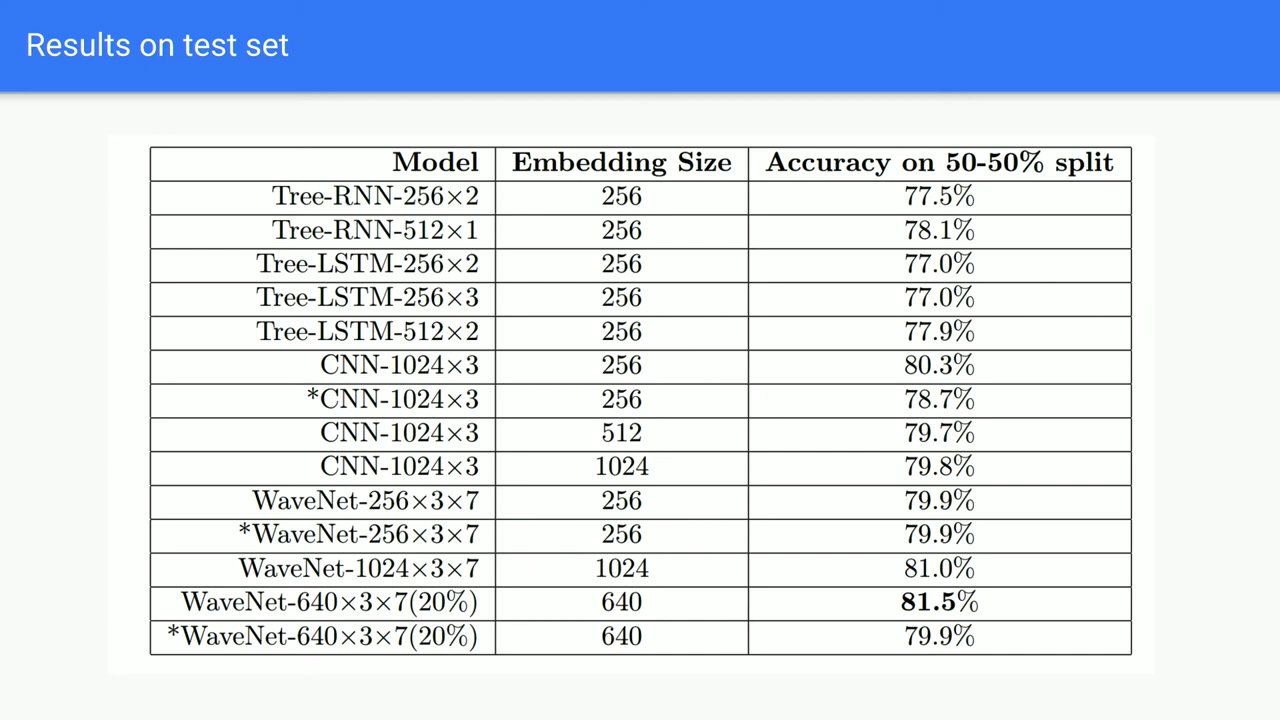 Results on test set
Model Embedding Size Accuracy on 50-50% split
Tree-RNN-256×2 256 77.5%
Tree-RNN-512×1 256 78.1%
Tree-LSTM-256×2 256 77.0%
Tree-LSTM-256×3 256 77.0%
Tree-LSTM-512×2 256 77.9%
CNN-1024×3 256 80.3%
*CNN-1024×3 256 78.7%
CNN-1024×3 512 79.7%
CNN-1024×3 1024 79.8%
WaveNet-256×3×7 256 79.9%
*WaveNet-256×3×7 256 79.9%
WaveNet-1024×3×7 1024 81.0%
WaveNet-640×3×7(20%) 640 81.5%
*WaveNet-640×3×7(20%) 640 79.9%